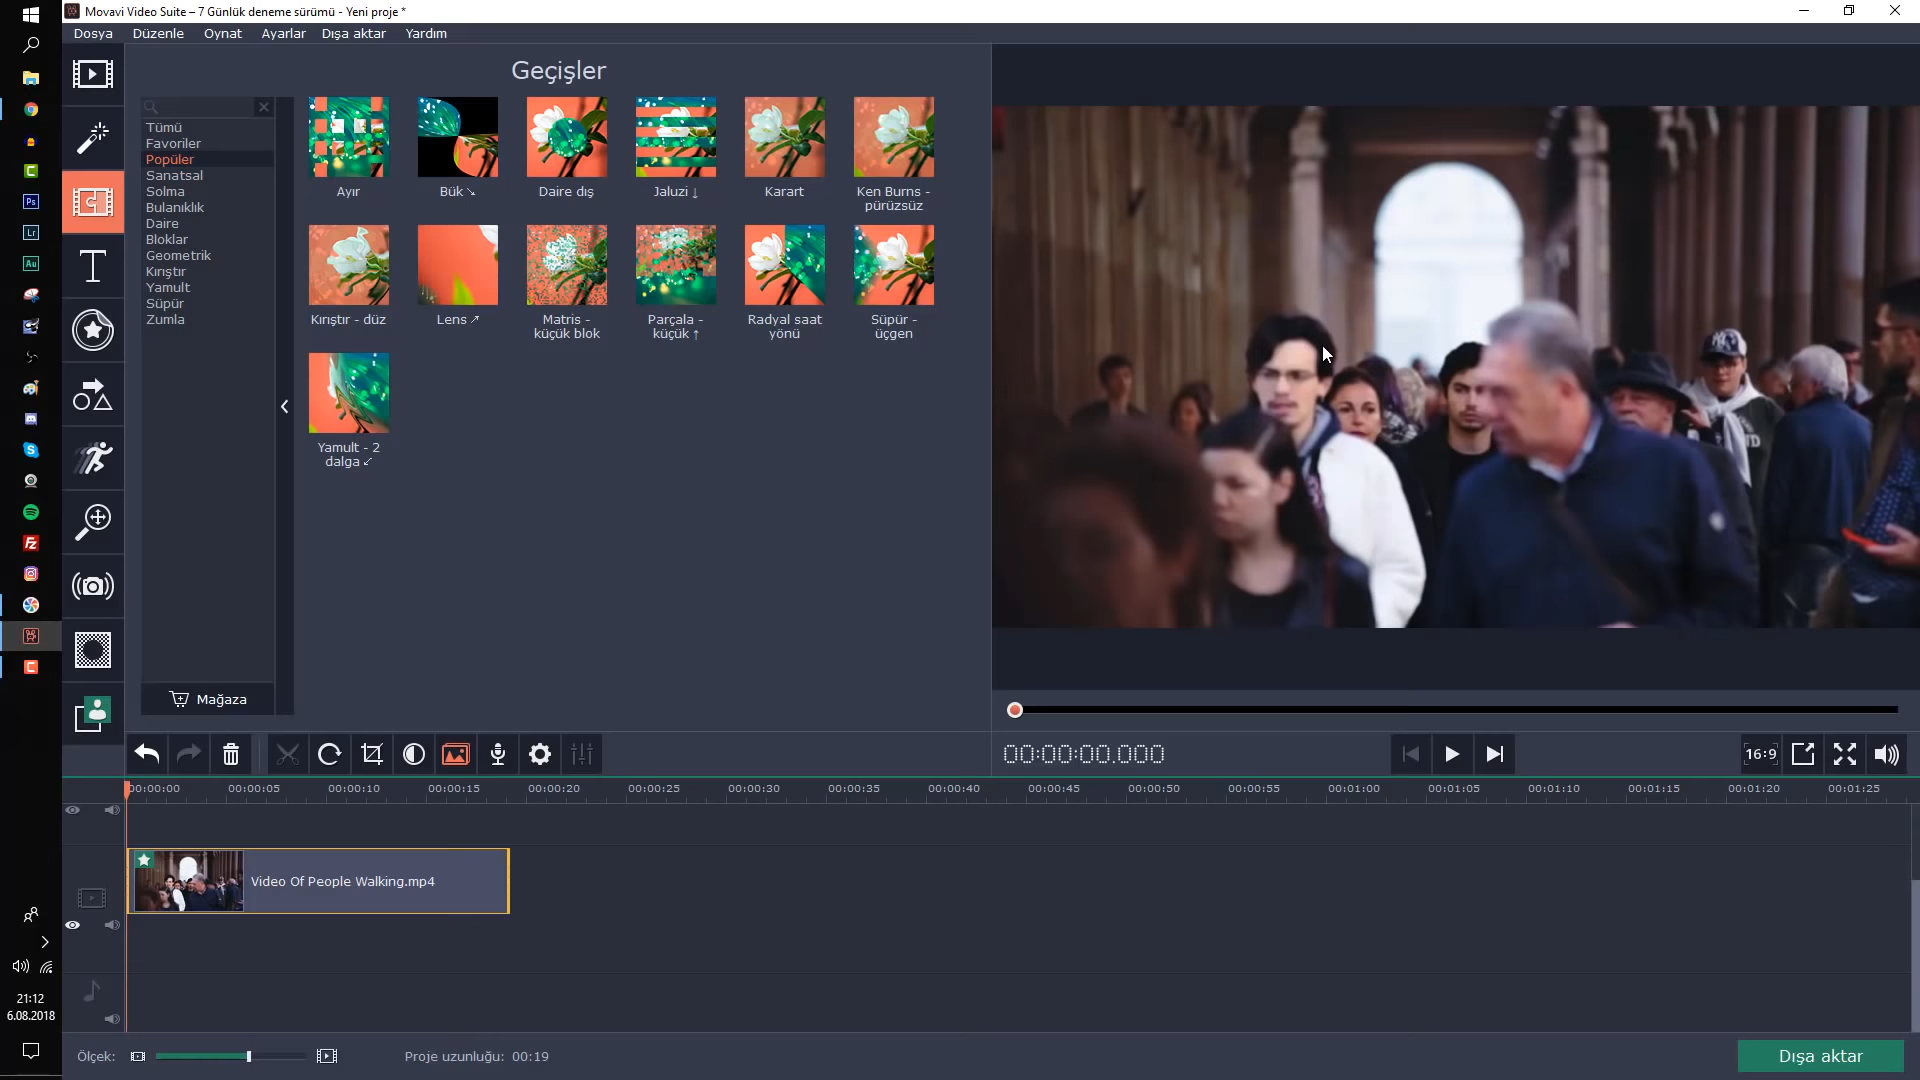 Movavi Video Suite – 7 Günlük deneme sürümü - Yeni proje *
Dosya Düzenle Oynat Ayarlar Dışa aktar Yardım
Geçişler
Tümü
Favoriler
Popüler
Sanatsal
Solma
Bulanıklık
Daire
Bloklar
Geometrik
Kırıştır
Yamult
Süpür
Zumla
Mağaza
Ayır
Bük ↘
Daire dış
Jaluzi ↓
Karart
Ken Burns -
pürüzsüz
Kırıştır - düz
Lens ↗
Matris -
küçük blok
Parçala -
küçük ↑
Radyal saat
yönü
Süpür -
üçgen
Yamult - 2
dalga ↙
Ps
Lr
Au
Fz
21:12
6.08.2018
00:00:00.000
16:9
00:00:00 00:00:05 00:00:10 00:00:15 00:00:20 00:00:25 00:00:30 00:00:35 00:00:40 00:00:45 00:00:50 00:00:55 00:01:00 00:01:05 00:01:10 00:01:15 00:01:20 00:01:25
Video Of People Walking.mp4
Ölçek:
Proje uzunluğu: 00:19
Dışa aktar